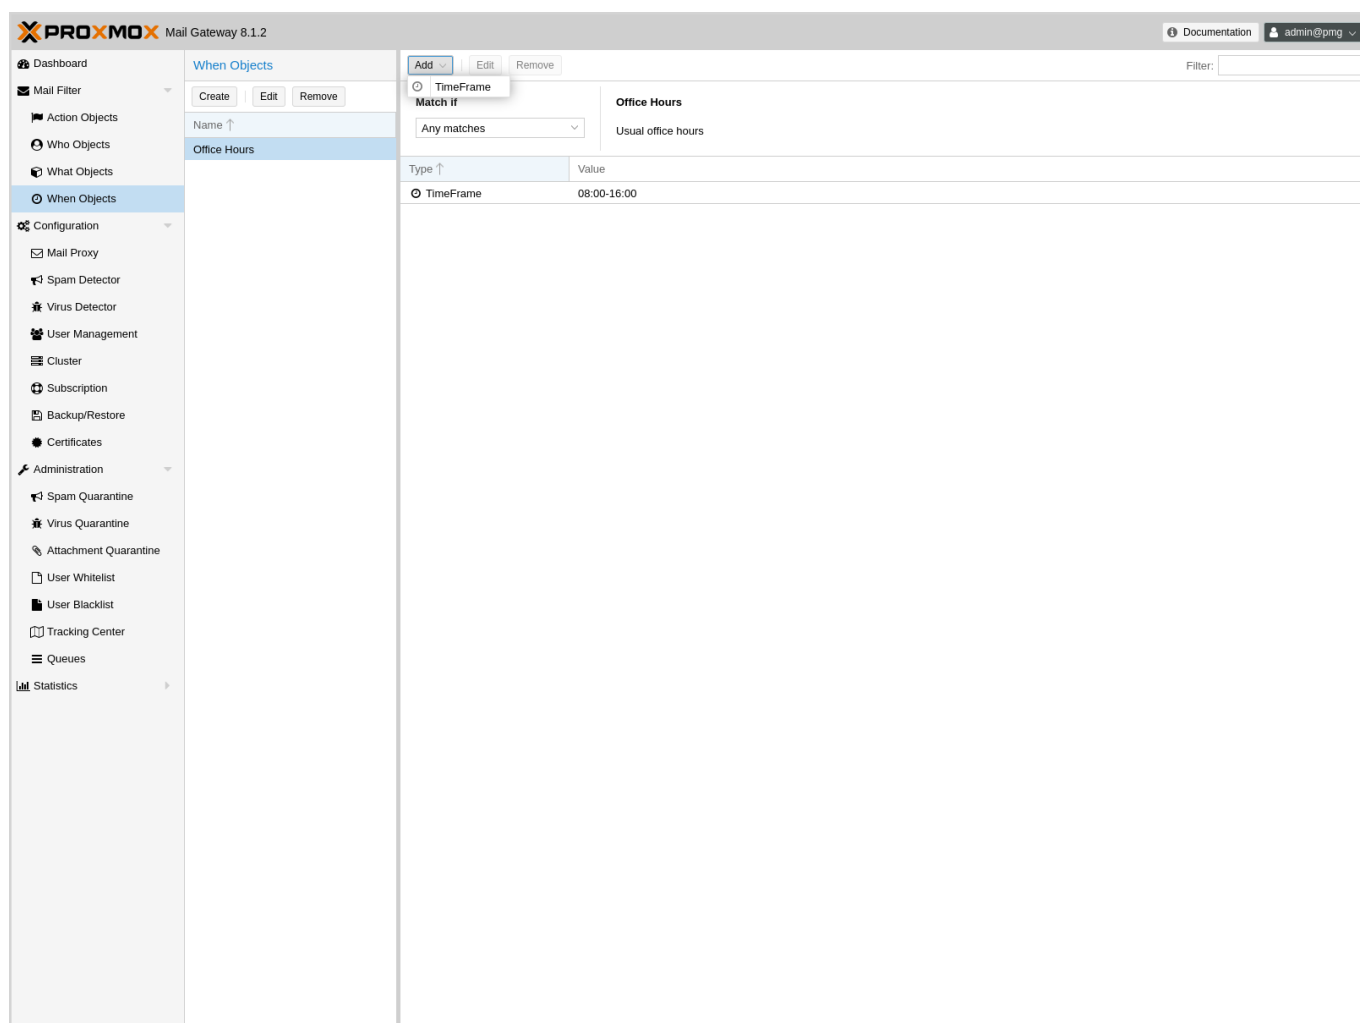 PROXMOX Mail Gateway 8.1.2
Documentation
admin@pmg
Dashboard
Mail Filter
Action Objects
Who Objects
What Objects
When Objects
Configuration
Mail Proxy
Spam Detector
Virus Detector
User Management
Cluster
Subscription
Backup/Restore
Certificates
Administration
Spam Quarantine
Virus Quarantine
Attachment Quarantine
User Whitelist
User Blacklist
Tracking Center
Queues
Statistics
When Objects
Create Edit Remove
Name
Office Hours
Add Edit Remove
Filter:
TimeFrame
Match if
Any matches
Office Hours
Usual office hours
Type Value
TimeFrame 08:00-16:00